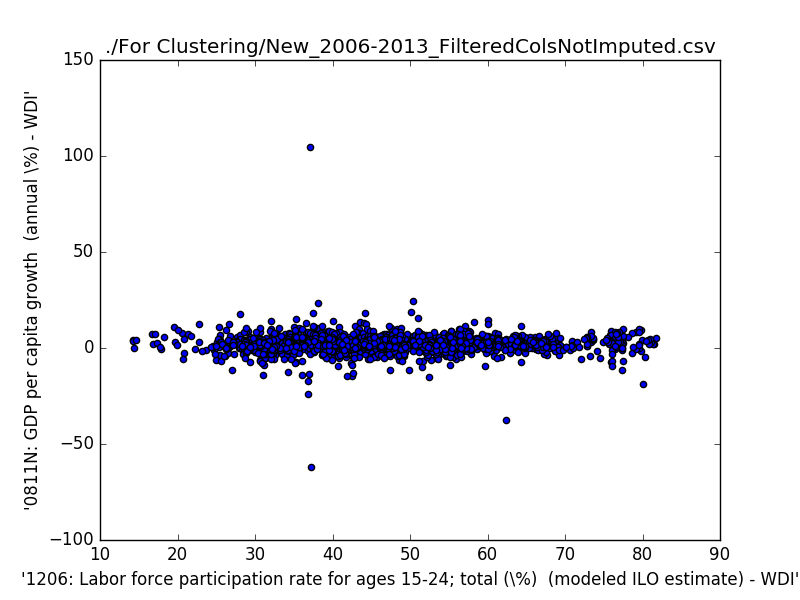 ./For Clustering/New_2006-2013_FilteredColsNotImputed.csv
150
100
50
0
−50
−100
10 20 30 40 50 60 70 80 90
'0811N: GDP per capita growth  (annual \%) - WDI'
'1206: Labor force participation rate for ages 15-24; total (\%)  (modeled ILO estimate) - WDI'